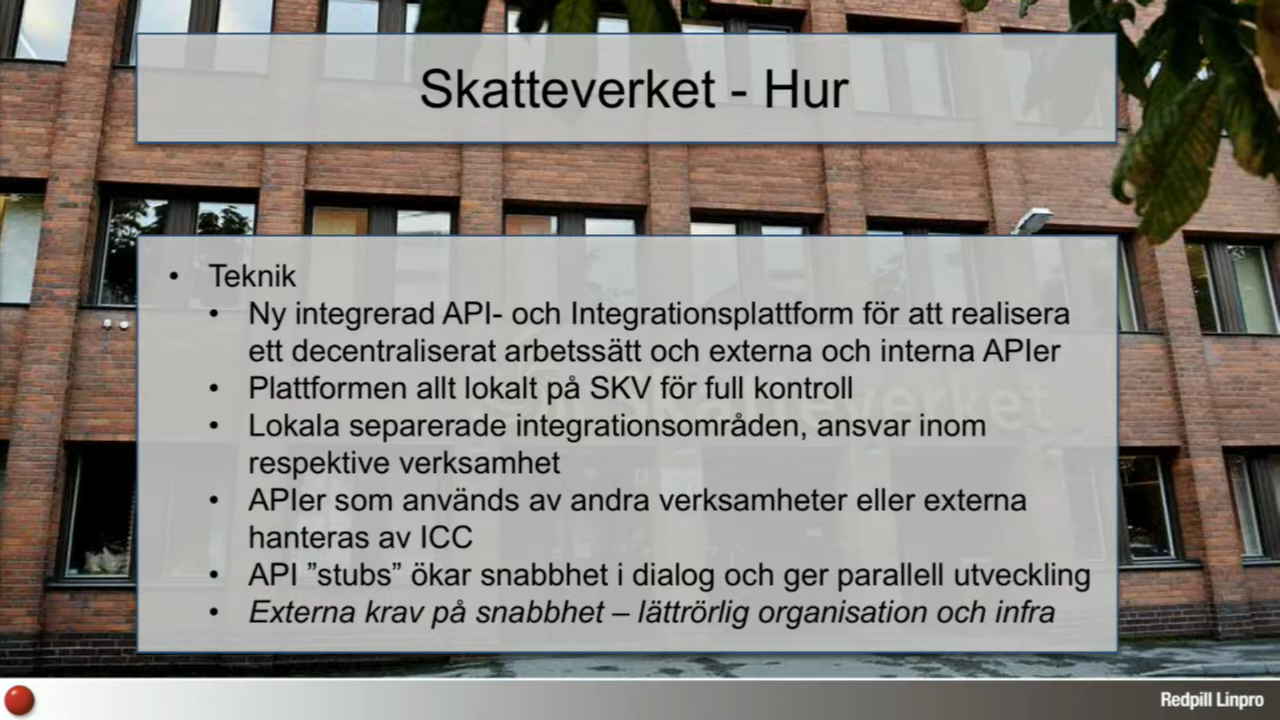 Skatteverket - Hur
• Teknik
• Ny integrerad API- och Integrationsplattform för att realisera
ett decentraliserat arbetssätt och externa och interna APIer
• Plattformen allt lokalt på SKV för full kontroll
• Lokala separerade integrationsområden, ansvar inom
respektive verksamhet
• APIer som används av andra verksamheter eller externa
hanteras av ICC
• API ”stubs” ökar snabbhet i dialog och ger parallell utveckling
• Externa krav på snabbhet – lättrörlig organisation och infra
Skatteverket
Redpill Linpro